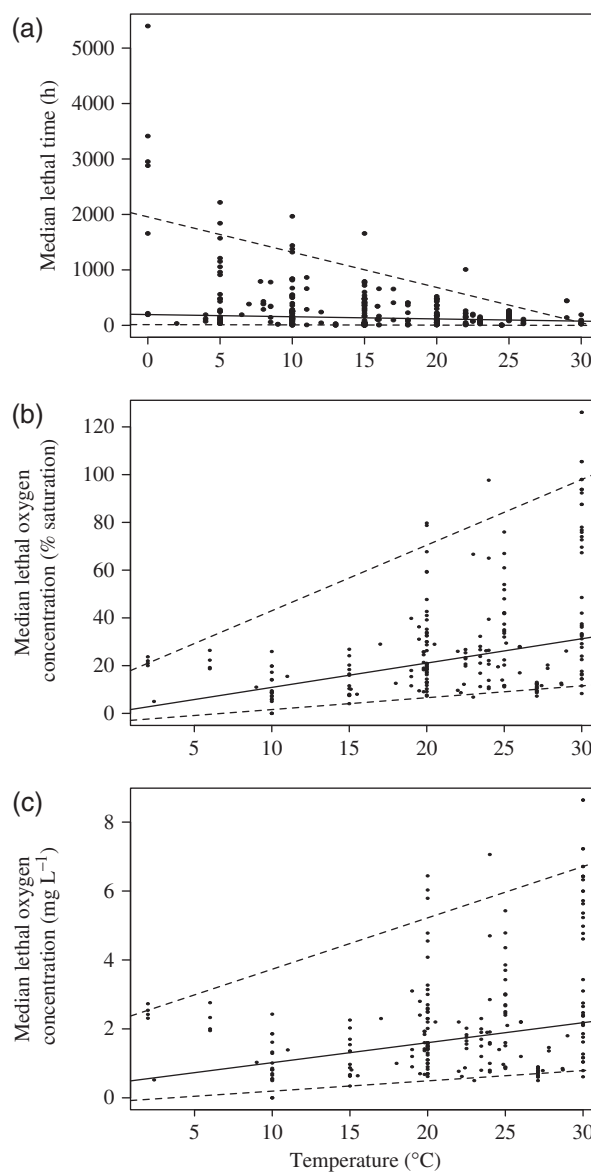 (a)
Median lethal time (h)
5000
4000
3000
2000
1000
0
0 5 10 15 20 25 30
(b)
Median lethal oxygen
concentration (% saturation)
120
100
80
60
40
20
0
5 10 15 20 25 30
(c)
Median lethal oxygen
concentration (mg L⁻¹)
8
6
4
2
0
5 10 15 20 25 30
Temperature (°C)